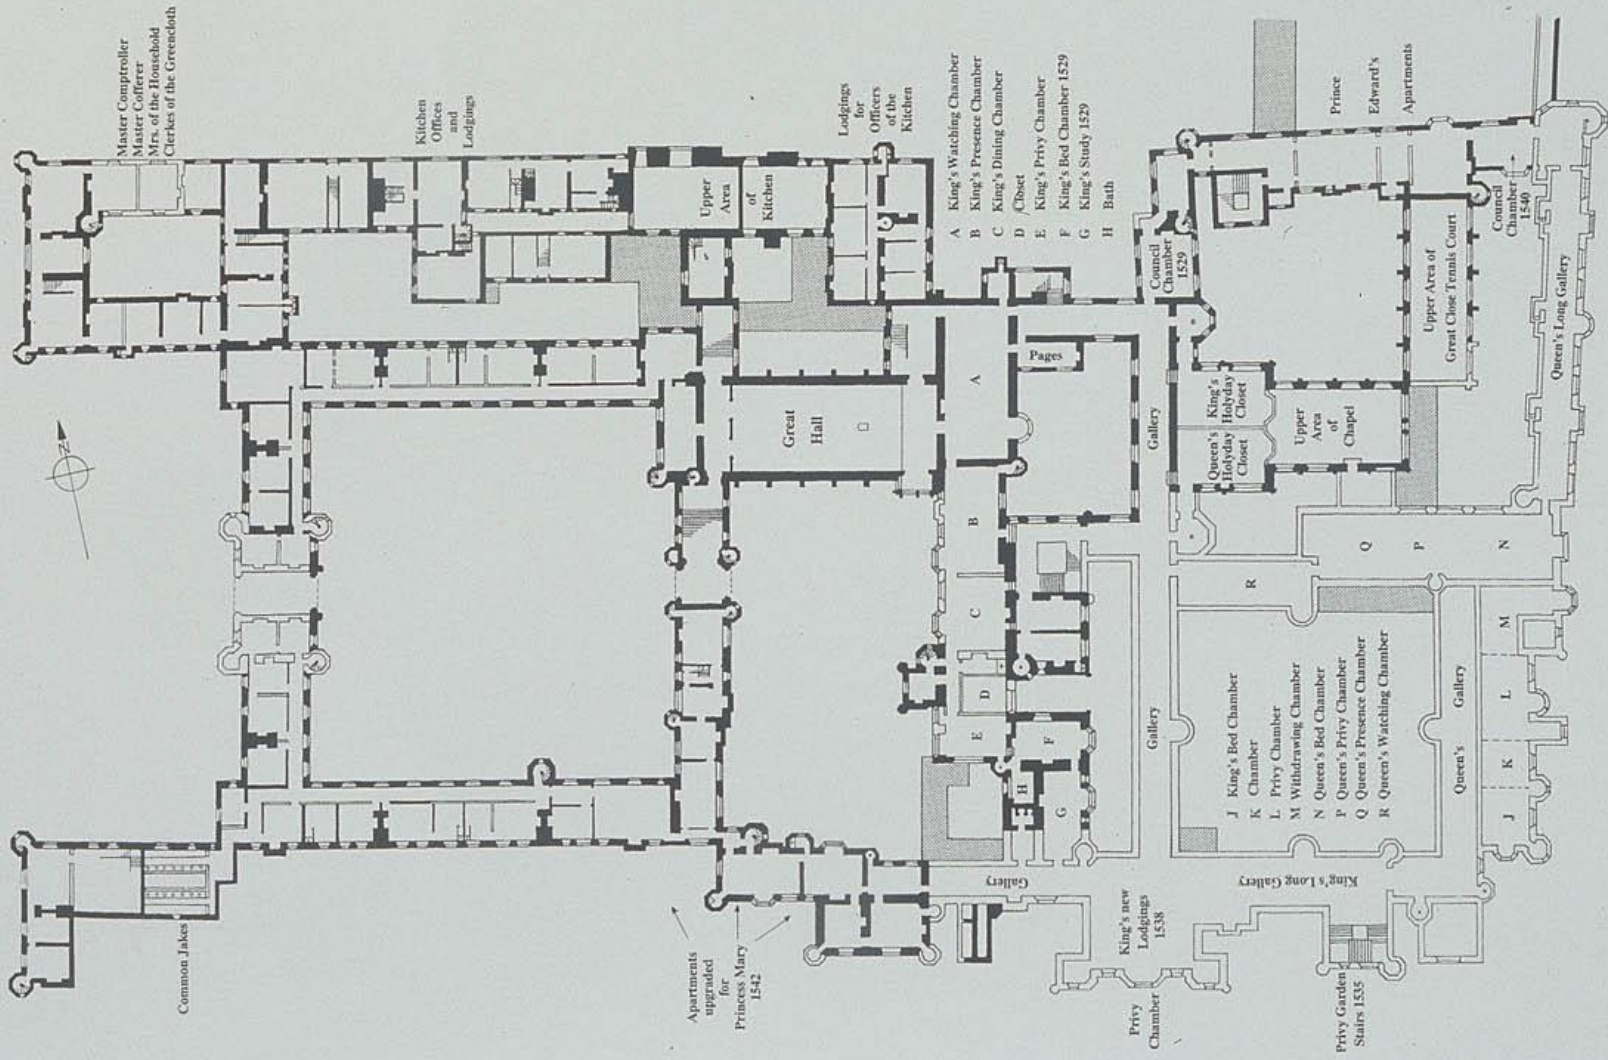 Master Comptroller
Master Cofferer
Mrs. of the Household
Clerkes of the Greencloth
Kitchen
Offices
and
Lodgings
Upper
Area
of
Kitchen
Lodgings
for
Officers
of the
Kitchen
A King's Watching Chamber
B King's Presence Chamber
C King's Dining Chamber
D Closet
E King's Privy Chamber
F King's Bed Chamber 1529
G King's Study 1529
H Bath
Prince
Edward's
Apartments
Council
Chamber
1529
Council
Chamber
1540
Upper Area of
Great Close Tennis Court
Queen's Long Gallery
N
Great
Hall
A
Pages
Gallery
King's
Holyday
Closet
Queen's
Holyday
Closet
Upper
Area
of
Chapel
B
C
D
E
F
G
H
Q
P
N
R
Gallery
J King's Bed Chamber
K Chamber
L Privy Chamber
M Withdrawing Chamber
N Queen's Bed Chamber
P Queen's Privy Chamber
Q Queen's Presence Chamber
R Queen's Watching Chamber
Queen's Gallery
M
L
K
J
Common Jakes
Apartments
upgraded
for
Princess Mary
1542
Gallery
King's new
Lodgings
1538
King's Long Gallery
Privy
Chamber
Privy Garden
Stairs 1535